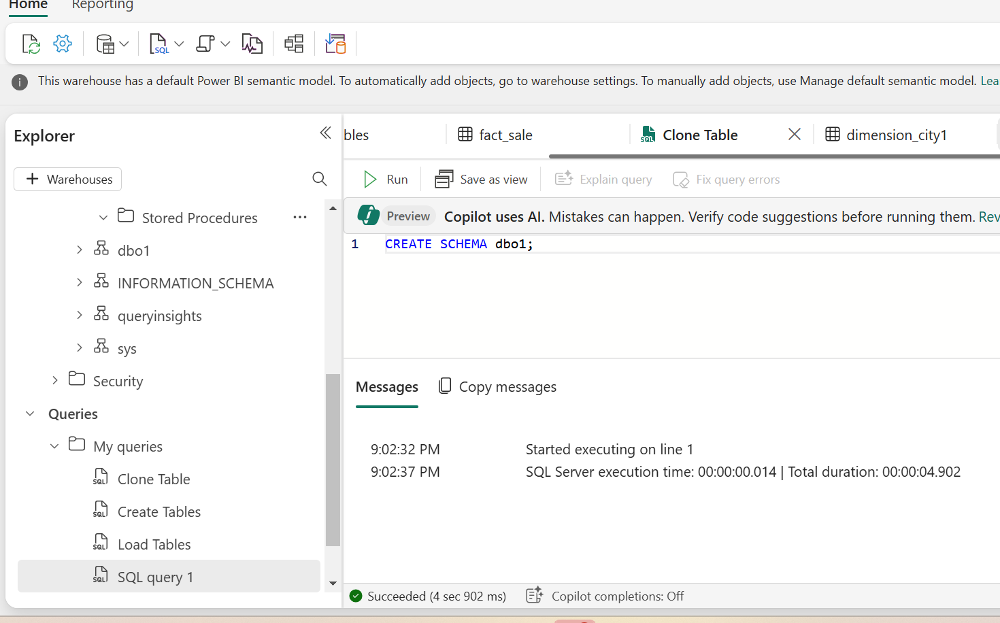 Home Reporting
This warehouse has a default Power BI semantic model. To automatically add objects, go to warehouse settings. To manually add objects, use Manage default semantic model. Lea
Explorer
+ Warehouses
Stored Procedures ...
dbo1
INFORMATION_SCHEMA
queryinsights
sys
Security
Queries
My queries
SQL Clone Table
SQL Create Tables
SQL Load Tables
SQL SQL query 1
bles fact_sale SQL Clone Table dimension_city1
Run Save as view Explain query Fix query errors
Preview Copilot uses AI. Mistakes can happen. Verify code suggestions before running them. Rev
1 CREATE SCHEMA dbo1;
Messages Copy messages
9:02:32 PM Started executing on line 1
9:02:37 PM SQL Server execution time: 00:00:00.014 | Total duration: 00:00:04.902
Succeeded (4 sec 902 ms) Copilot completions: Off